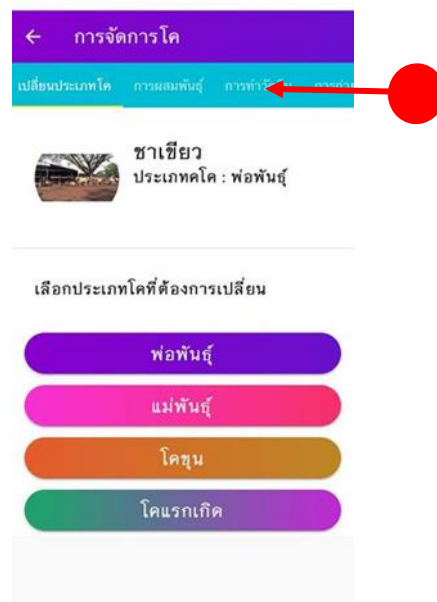 การจัดการโค
เปลี่ยนประเภทโค การผสมพันธุ์
ชาเขียว
ประเภทคโค : พ่อพันธุ์
เลือกประเภทโคที่ต้องการเปลี่ยน
พ่อพันธุ์
แม่พันธุ์
โคขุน
โคแรกเกิด